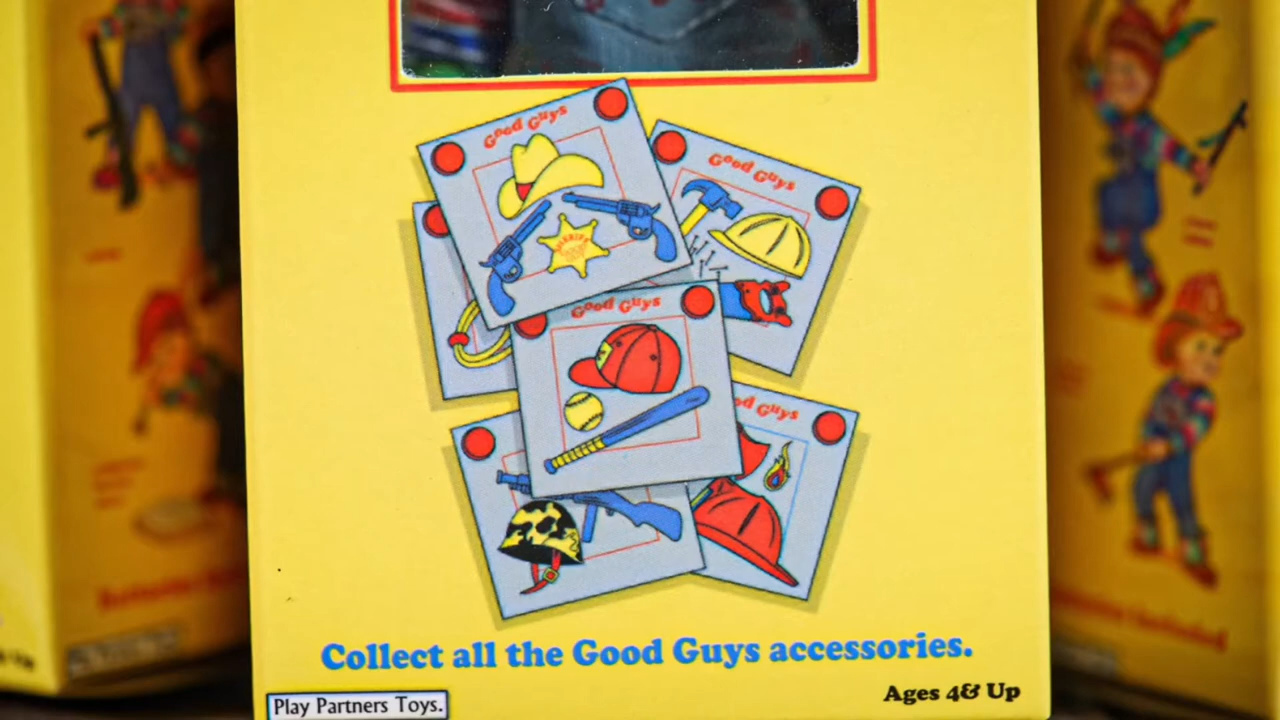 Good Guys
Good Guys
SHERIFF
Good Guys
Guys
Collect all the Good Guys accessories.
Ages 4& Up
Play Partners Toys.